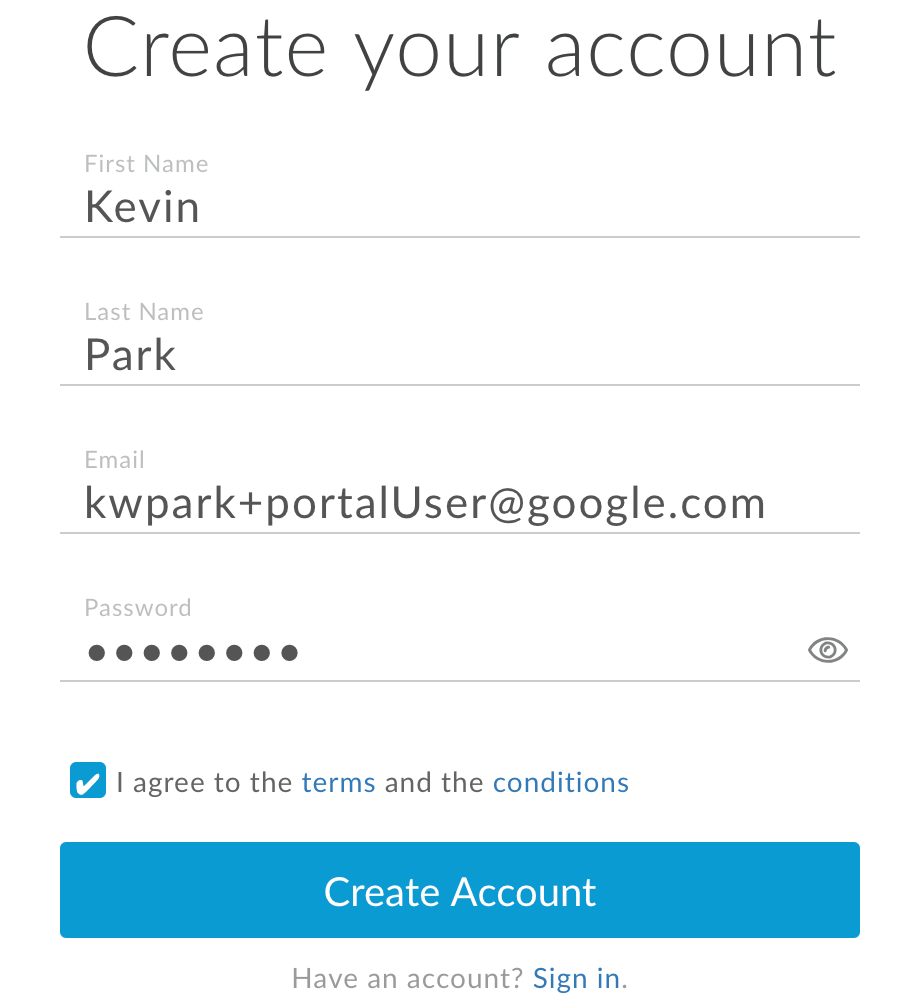 Create your account
First Name
Kevin
Last Name
Park
Email
kwpark+portalUser@google.com
Password
●●●●●●●●
I agree to the terms and the conditions
Create Account
Have an account? Sign in.